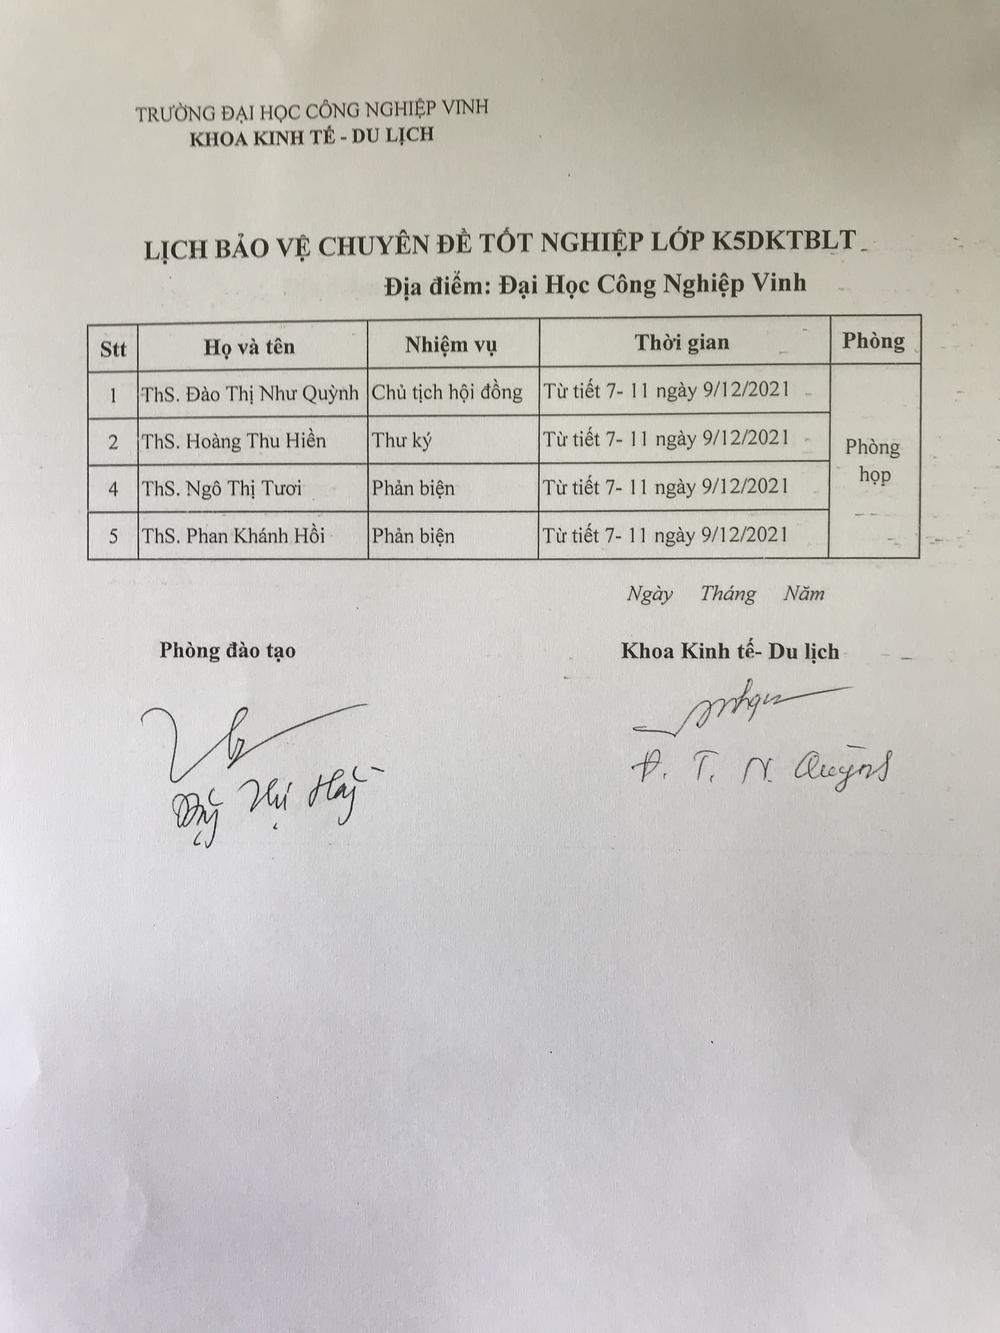 TRƯỜNG ĐẠI HỌC CÔNG NGHIỆP VINH
KHOA KINH TẾ - DU LỊCH
LỊCH BẢO VỆ CHUYÊN ĐỀ TỐT NGHIỆP LỚP K5DKTBLT
Địa điểm: Đại Học Công Nghiệp Vinh
Stt Họ và tên Nhiệm vụ Thời gian Phòng
1 ThS. Đào Thị Như Quỳnh Chủ tịch hội đồng Từ tiết 7- 11 ngày 9/12/2021
2 ThS. Hoàng Thu Hiền Thư ký Từ tiết 7- 11 ngày 9/12/2021
Phòng
họp
4 ThS. Ngô Thị Tươi Phản biện Từ tiết 7- 11 ngày 9/12/2021
5 ThS. Phan Khánh Hồi Phản biện Từ tiết 7- 11 ngày 9/12/2021
Ngày Tháng Năm
Phòng đào tạo Khoa Kinh tế- Du lịch
Đ. T. N. Quỳnh